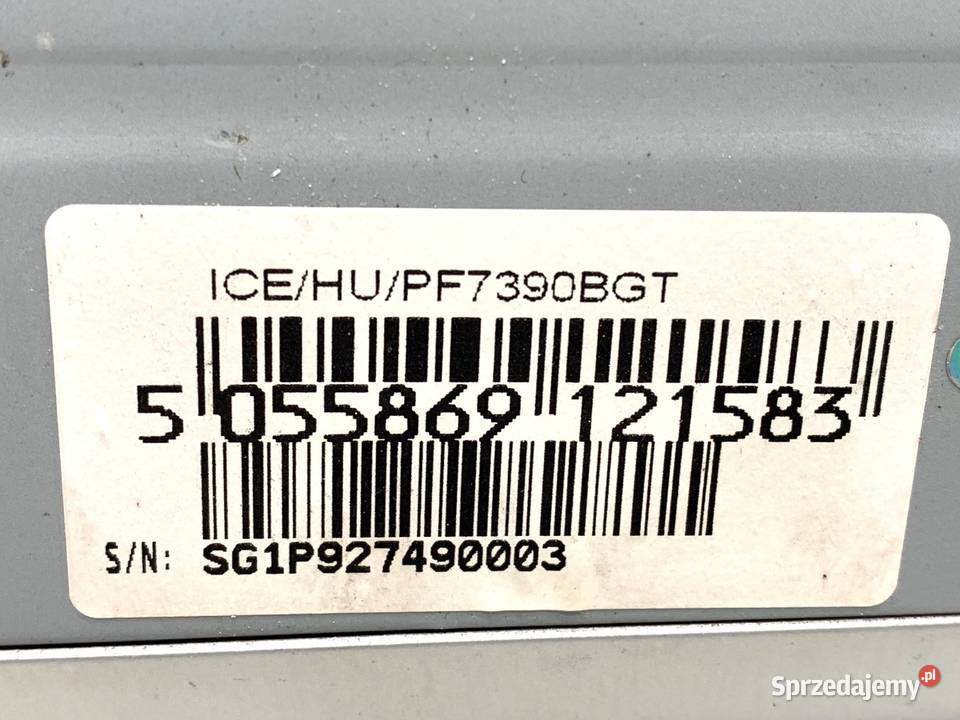 ICE/HU/PF7390BGT
5 055869 121583
S/N: SG1P927490003
Sprzedajemy.pl